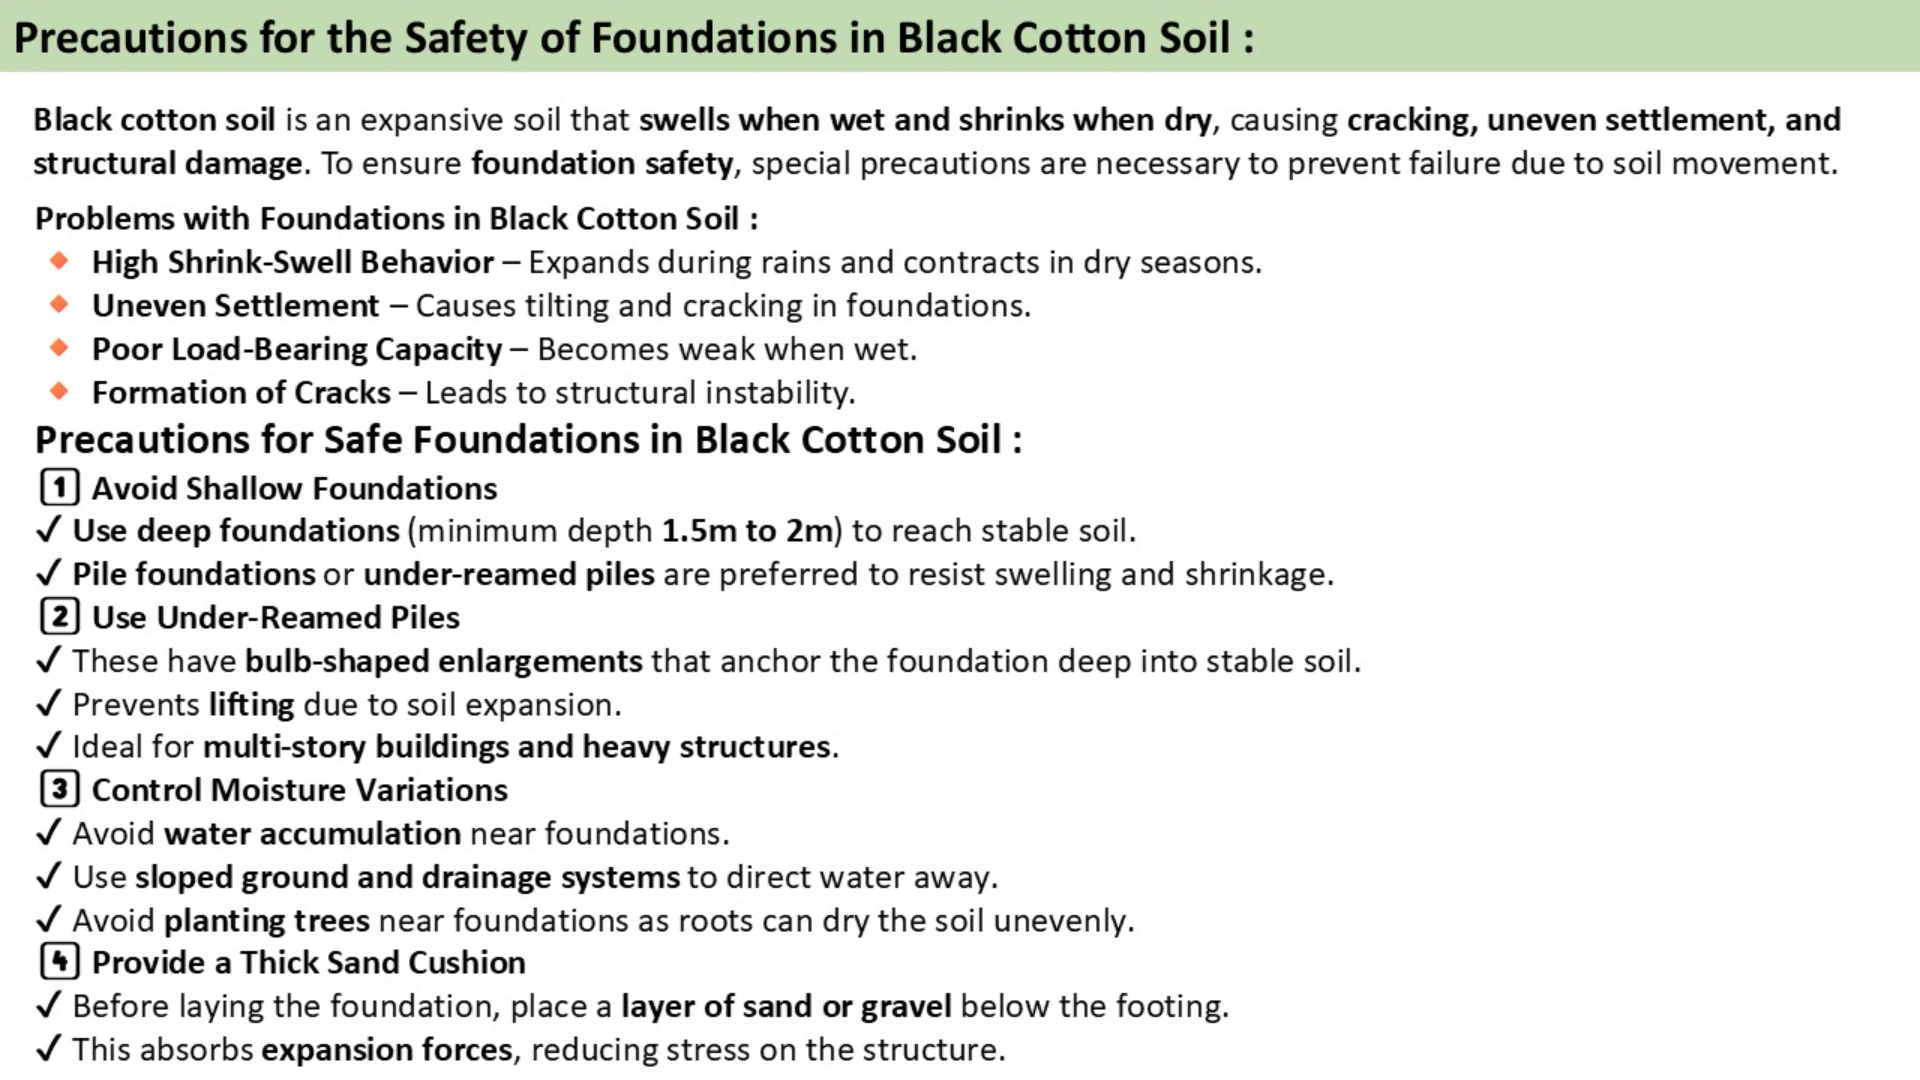 Precautions for the Safety of Foundations in Black Cotton Soil :
Black cotton soil is an expansive soil that swells when wet and shrinks when dry, causing cracking, uneven settlement, and
structural damage. To ensure foundation safety, special precautions are necessary to prevent failure due to soil movement.
Problems with Foundations in Black Cotton Soil :
🔸 High Shrink-Swell Behavior – Expands during rains and contracts in dry seasons.
🔸 Uneven Settlement – Causes tilting and cracking in foundations.
🔸 Poor Load-Bearing Capacity – Becomes weak when wet.
🔸 Formation of Cracks – Leads to structural instability.
Precautions for Safe Foundations in Black Cotton Soil :
1️⃣ Avoid Shallow Foundations
✓ Use deep foundations (minimum depth 1.5m to 2m) to reach stable soil.
✓ Pile foundations or under-reamed piles are preferred to resist swelling and shrinkage.
2️⃣ Use Under-Reamed Piles
✓ These have bulb-shaped enlargements that anchor the foundation deep into stable soil.
✓ Prevents lifting due to soil expansion.
✓ Ideal for multi-story buildings and heavy structures.
3️⃣ Control Moisture Variations
✓ Avoid water accumulation near foundations.
✓ Use sloped ground and drainage systems to direct water away.
✓ Avoid planting trees near foundations as roots can dry the soil unevenly.
4️⃣ Provide a Thick Sand Cushion
✓ Before laying the foundation, place a layer of sand or gravel below the footing.
✓ This absorbs expansion forces, reducing stress on the structure.